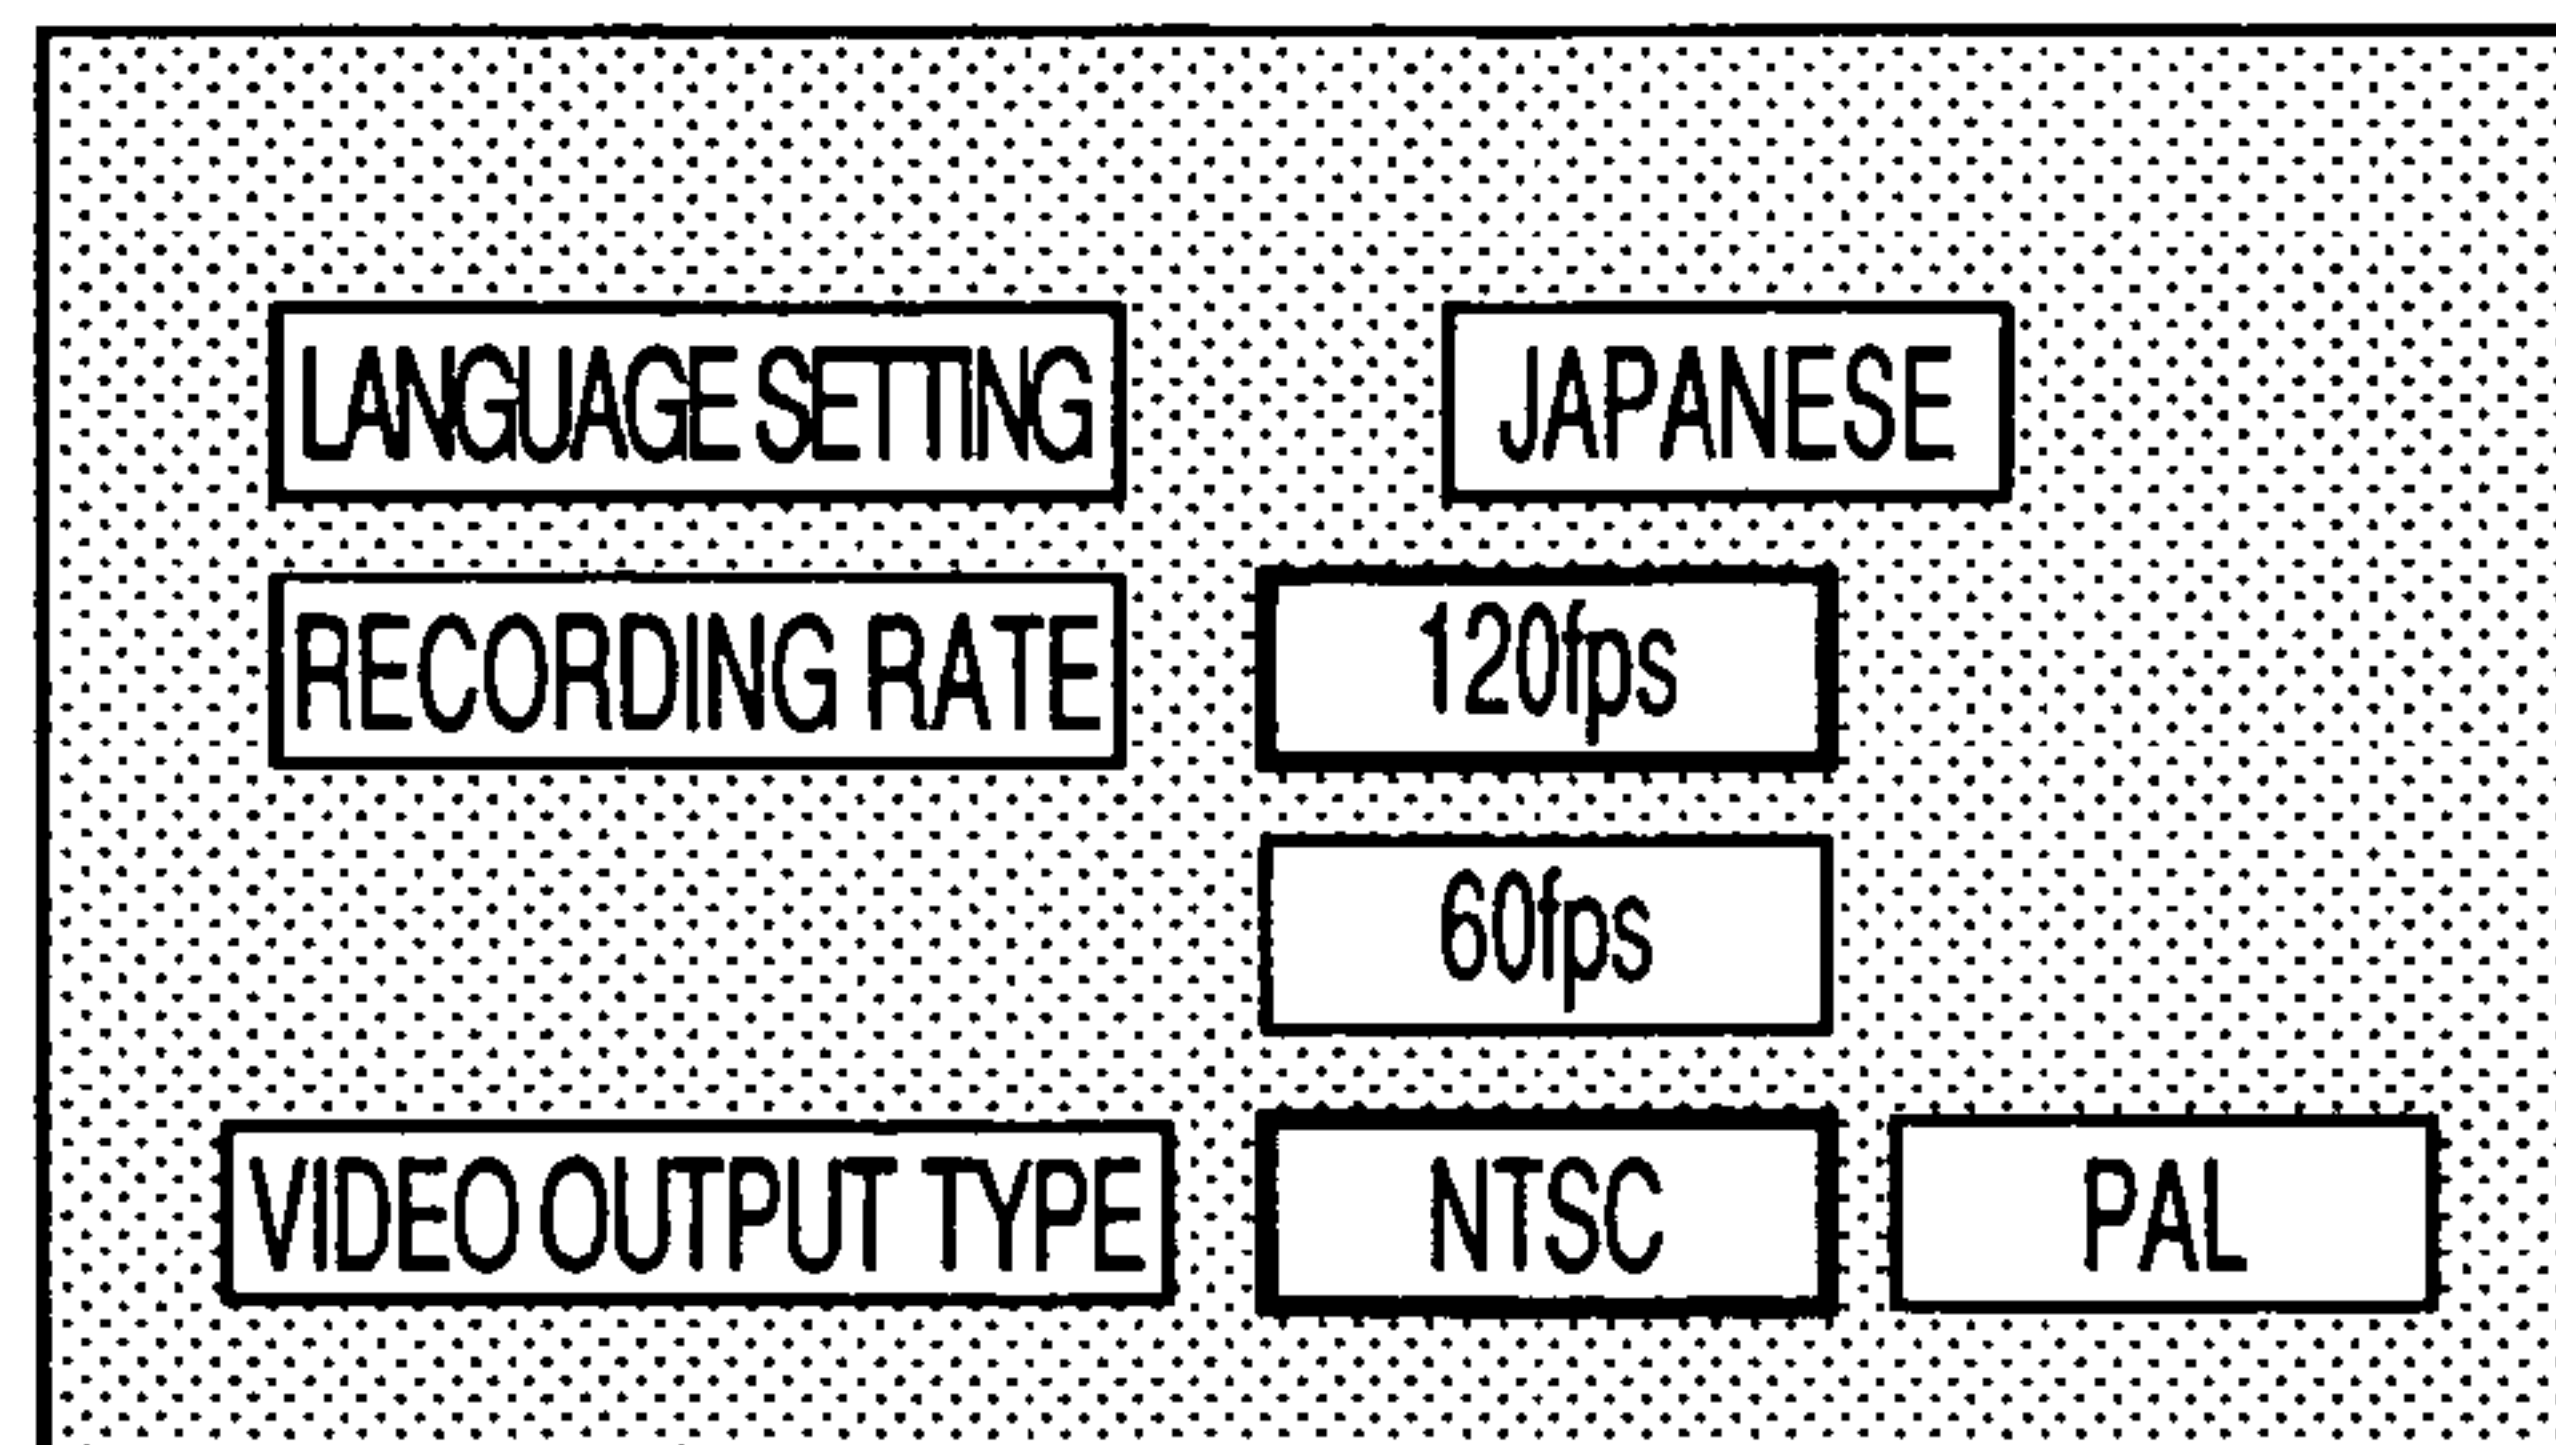 LANGUAGE SETTING JAPANESE
RECORDING RATE 120fps
60fps
VIDEO OUTPUT TYPE NTSC PAL